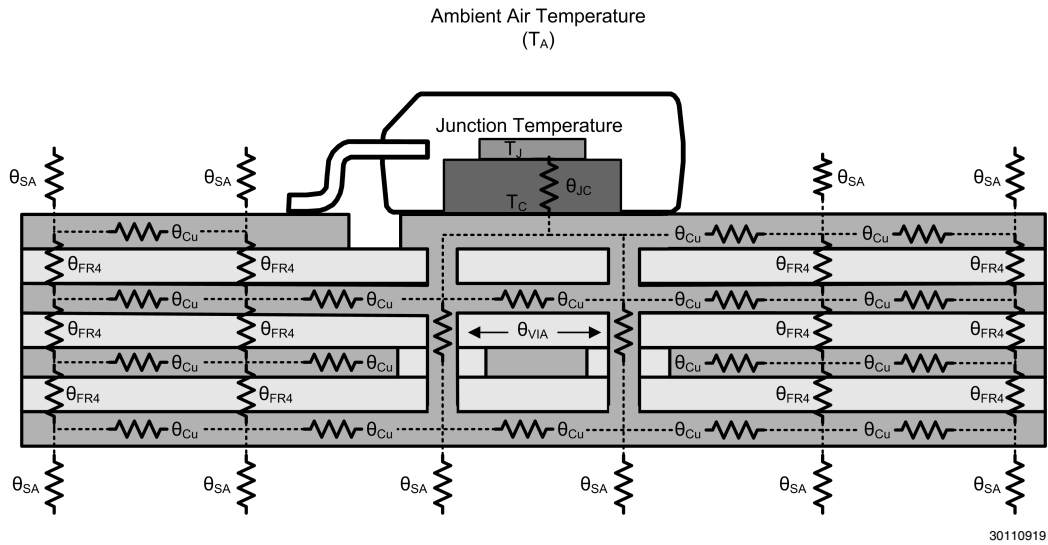 Ambient Air Temperature
(TA)
Junction Temperature
TJ
θSA θSA θJC θSA θSA
TC
θCu θCu θCu
θFR4 θFR4 θFR4 θFR4
θCu θCu θCu θCu θCu
θFR4 θFR4 θVIA θFR4 θFR4
θCu θCu θCu θCu
θFR4 θFR4 θFR4 θFR4
θCu θCu θCu θCu θCu
θSA θSA θSA θSA θSA θSA
30110919